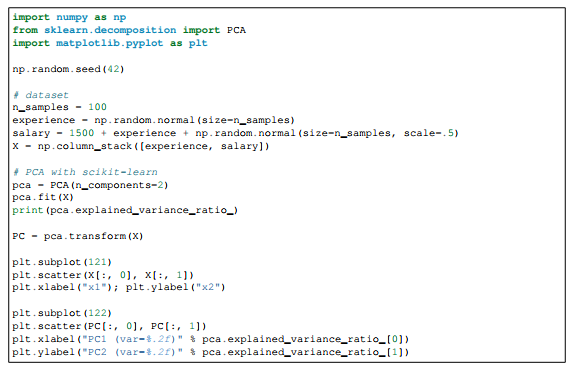 import numpy as np
from sklearn.decomposition import PCA
import matplotlib.pyplot as plt
np.random.seed(42)
# dataset
n_samples = 100
experience = np.random.normal(size=n_samples)
salary = 1500 + experience + np.random.normal(size=n_samples, scale=.5)
X = np.column_stack([experience, salary])
# PCA with scikit-learn
pca = PCA(n_components=2)
pca.fit(X)
print(pca.explained_variance_ratio_)
PC = pca.transform(X)
plt.subplot(121)
plt.scatter(X[:, 0], X[:, 1])
plt.xlabel("x1"); plt.ylabel("x2")
plt.subplot(122)
plt.scatter(PC[:, 0], PC[:, 1])
plt.xlabel("PC1 (var=%.2f)" % pca.explained_variance_ratio_[0])
plt.ylabel("PC2 (var=%.2f)" % pca.explained_variance_ratio_[1])